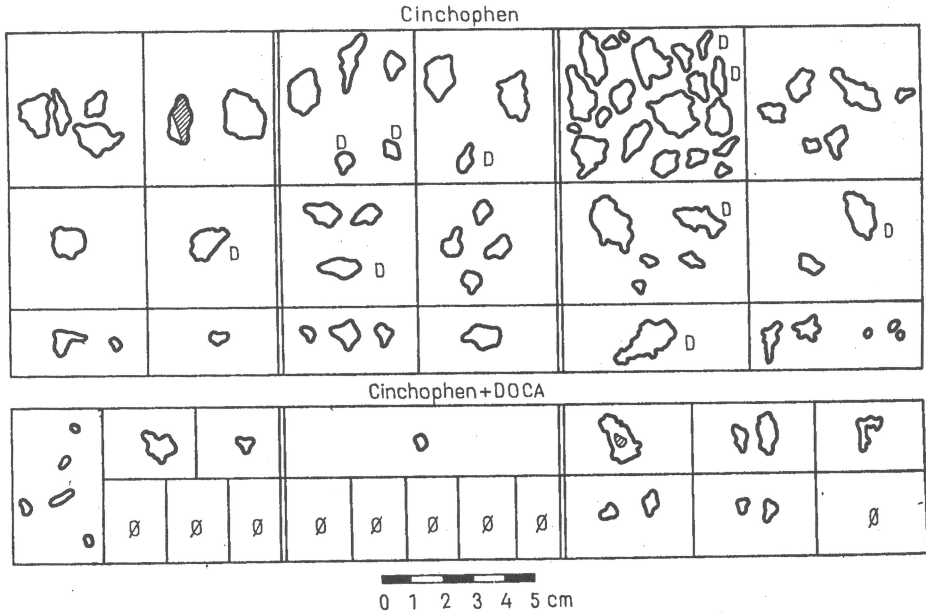 Cinchophen
D
D
D
D D
D
D
D
D
D
D
Cinchophen+DOCA
Ø Ø Ø Ø Ø Ø Ø Ø Ø
0 1 2 3 4 5 cm